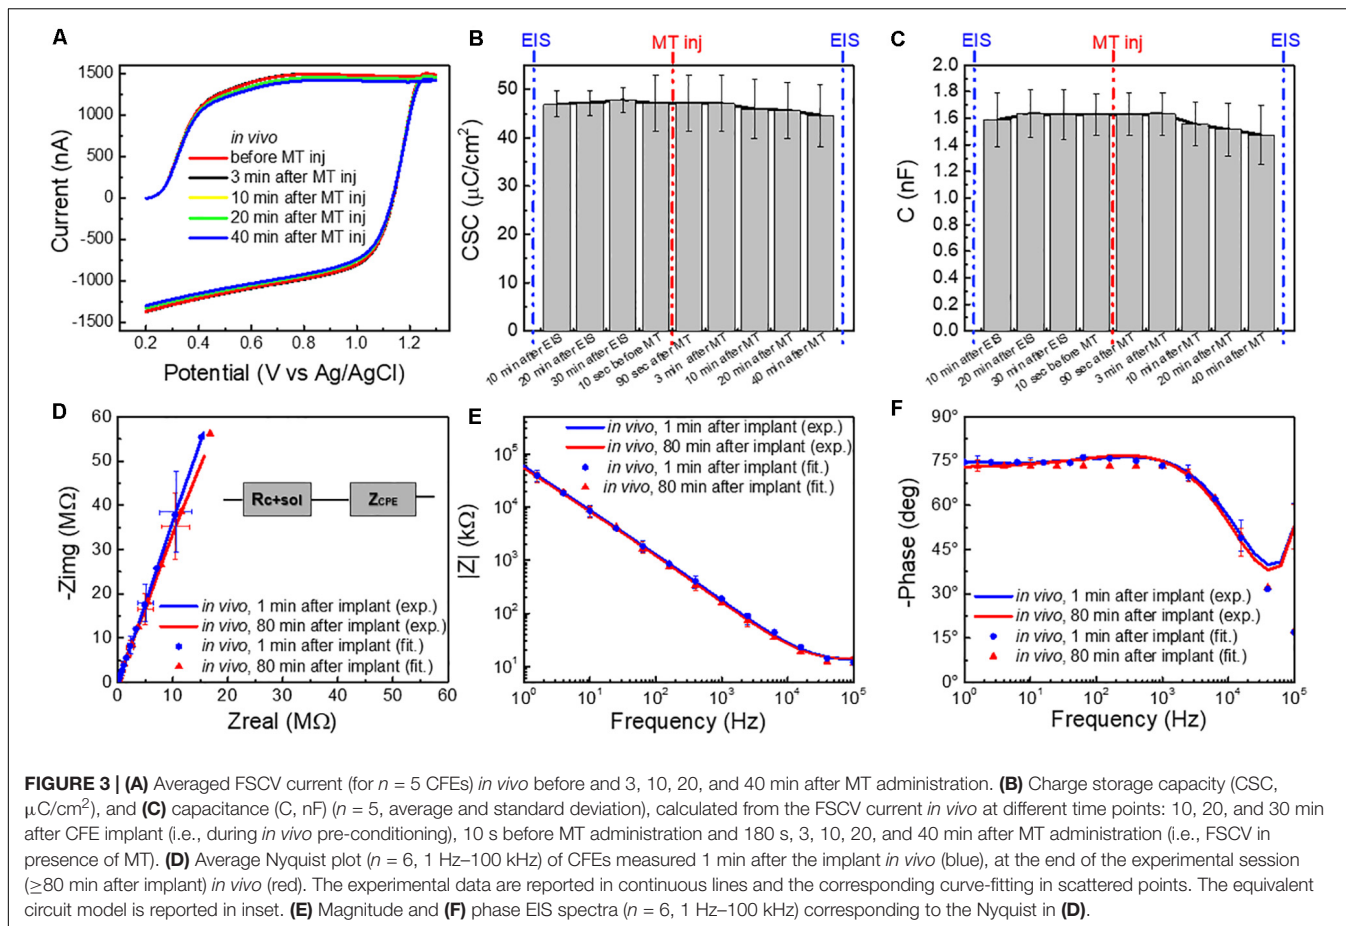 A
1500
1000
500
0
-500
-1000
-1500
Current (nA)
in vivo
before MT inj
3 min after MT inj
10 min after MT inj
20 min after MT inj
40 min after MT inj
0.2 0.4 0.6 0.8 1.0 1.2
Potential (V vs Ag/AgCl)
B
EIS MT inj EIS
50
40
30
20
10
0
CSC (μC/cm²)
10 min after EIS
20 min after EIS
30 min after EIS
10 sec before MT
90 sec after MT
3 min after MT
10 min after MT
20 min after MT
40 min after MT
C
EIS MT inj EIS
2.0
1.8
1.6
1.4
1.2
1.0
0.8
0.6
0.4
0.2
0.0
C (nF)
10 min after EIS
20 min after EIS
30 min after EIS
10 sec before MT
90 sec after MT
3 min after MT
10 min after MT
20 min after MT
40 min after MT
D
60
50
40
30
20
10
0
-Zimg (MΩ)
Rc+sol
ZCPE
in vivo, 1 min after implant (exp.)
in vivo, 80 min after implant (exp.)
in vivo, 1 min after implant (fit.)
in vivo, 80 min after implant (fit.)
0 10 20 30 40 50 60
Zreal (MΩ)
E
10⁵
10⁴
10³
10²
10¹
|Z| (kΩ)
in vivo, 1 min after implant (exp.)
in vivo, 80 min after implant (exp.)
in vivo, 1 min after implant (fit.)
in vivo, 80 min after implant (fit.)
10⁰ 10¹ 10² 10³ 10⁴ 10⁵
Frequency (Hz)
F
90°
75°
60°
45°
30°
15°
0°
-Phase (deg)
in vivo, 1 min after implant (exp.)
in vivo, 80 min after implant (exp.)
in vivo, 1 min after implant (fit.)
in vivo, 80 min after implant (fit.)
10⁰ 10¹ 10² 10³ 10⁴ 10⁵
Frequency (Hz)
FIGURE 3 | (A) Averaged FSCV current (for n = 5 CFEs) in vivo before and 3, 10, 20, and 40 min after MT administration. (B) Charge storage capacity (CSC,
μC/cm²), and (C) capacitance (C, nF) (n = 5, average and standard deviation), calculated from the FSCV current in vivo at different time points: 10, 20, and 30 min
after CFE implant (i.e., during in vivo pre-conditioning), 10 s before MT administration and 180 s, 3, 10, 20, and 40 min after MT administration (i.e., FSCV in
presence of MT). (D) Average Nyquist plot (n = 6, 1 Hz–100 kHz) of CFEs measured 1 min after the implant in vivo (blue), at the end of the experimental session
(≥80 min after implant) in vivo (red). The experimental data are reported in continuous lines and the corresponding curve-fitting in scattered points. The equivalent
circuit model is reported in inset. (E) Magnitude and (F) phase EIS spectra (n = 6, 1 Hz–100 kHz) corresponding to the Nyquist in (D).